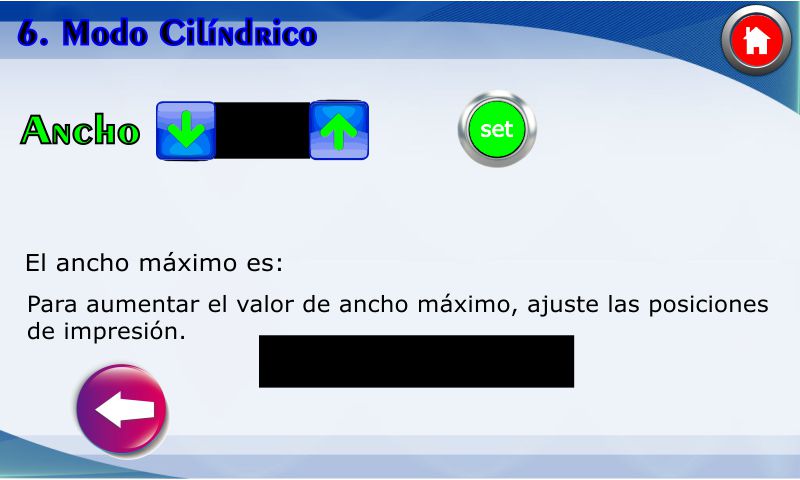 6. Modo Cilíndrico
Ancho
set
El ancho máximo es:
Para aumentar el valor de ancho máximo, ajuste las posiciones
de impresión.